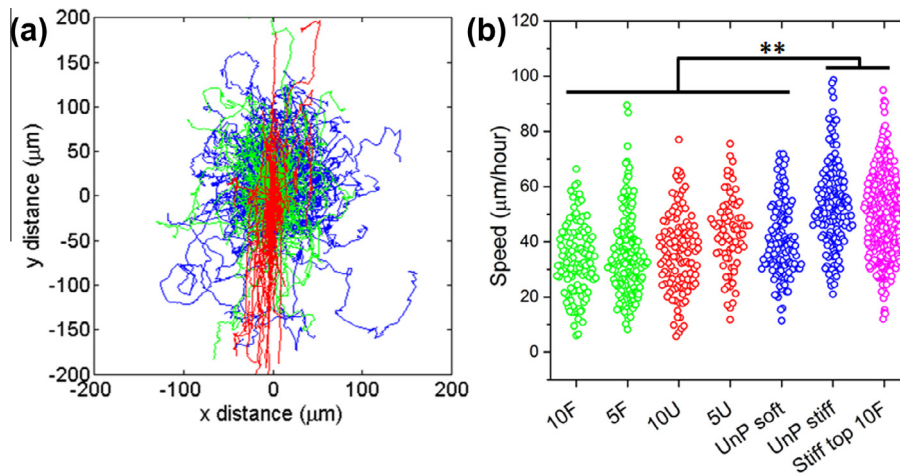 (a)
200
150
100
50
0
-50
-100
-150
-200
y distance (μm)
-200 -100 0 100 200
x distance (μm)
(b)
**
120
100
80
60
40
20
0
Speed (μm/hour)
10F 5F 10U 5U UnP soft UnP stiff Stiff top 10F